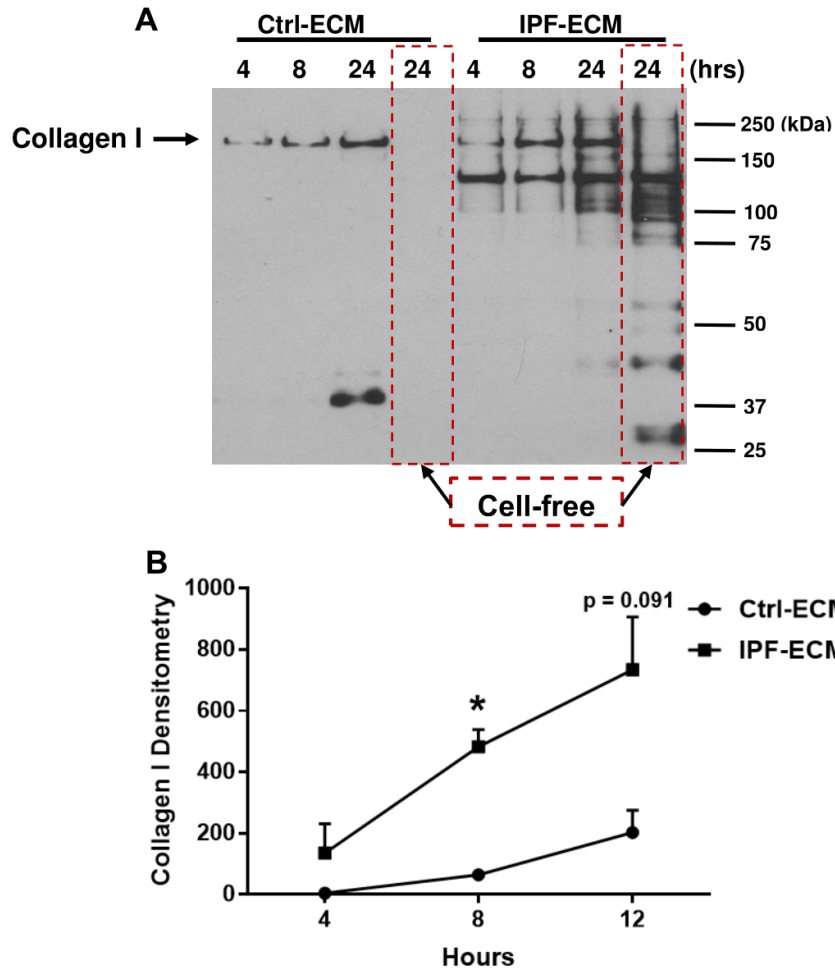 A
Ctrl-ECM IPF-ECM
4 8 24 24 4 8 24 24 (hrs)
Collagen I
250 (kDa)
150
100
75
50
37
25
Cell-free
B
Collagen I Densitometry
1000
800
600
400
200
0
p = 0.091
*
Ctrl-ECM
IPF-ECM
4 8 12
Hours